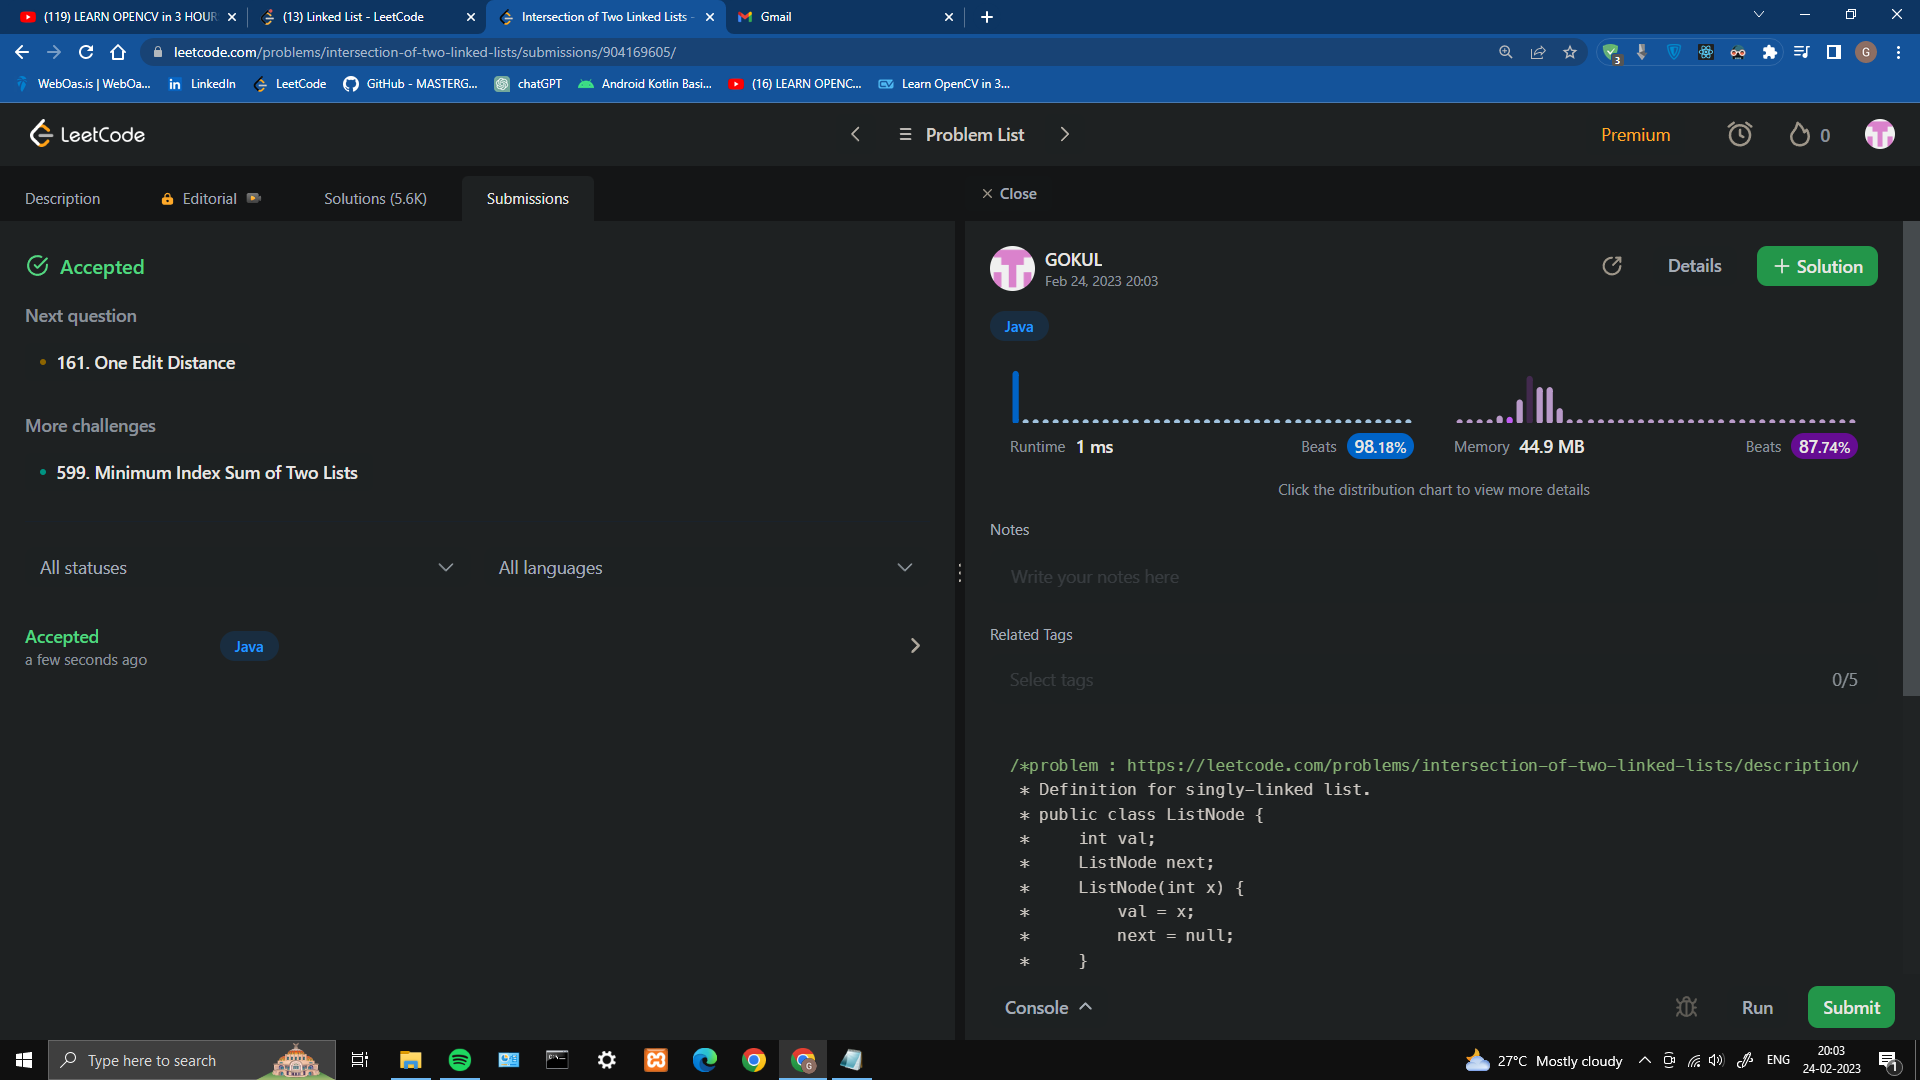 (119) LEARN OPENCV in 3 HOUR
(13) Linked List - LeetCode
Intersection of Two Linked Lists -
Gmail
leetcode.com/problems/intersection-of-two-linked-lists/submissions/904169605/
3
G
WebOas.is | WebOa...
LinkedIn
LeetCode
GitHub - MASTERG...
chatGPT
Android Kotlin Basi...
(16) LEARN OPENC...
Learn OpenCV in 3...
LeetCode
Problem List
Premium
0
Description
Editorial
Solutions (5.6K)
Submissions
Close
Accepted
Next question
161. One Edit Distance
More challenges
599. Minimum Index Sum of Two Lists
All statuses
All languages
Accepted
a few seconds ago
Java
GOKUL
Feb 24, 2023 20:03
Details
+ Solution
Java
Runtime 1 ms
Beats 98.18%
Memory 44.9 MB
Beats 87.74%
Click the distribution chart to view more details
Notes
Write your notes here
Related Tags
Select tags
0/5
/*problem : https://leetcode.com/problems/intersection-of-two-linked-lists/description/
* Definition for singly-linked list.
* public class ListNode {
*     int val;
*     ListNode next;
*     ListNode(int x) {
*         val = x;
*         next = null;
*     }
Console
Run
Submit
Type here to search
27°C Mostly cloudy
ENG
20:03
24-02-2023
1